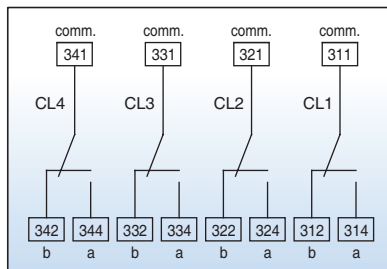 comm. comm. comm. comm.
341 331 321 311
CL4 CL3 CL2 CL1
342 344 332 334 322 324 312 314
b a b a b a b a